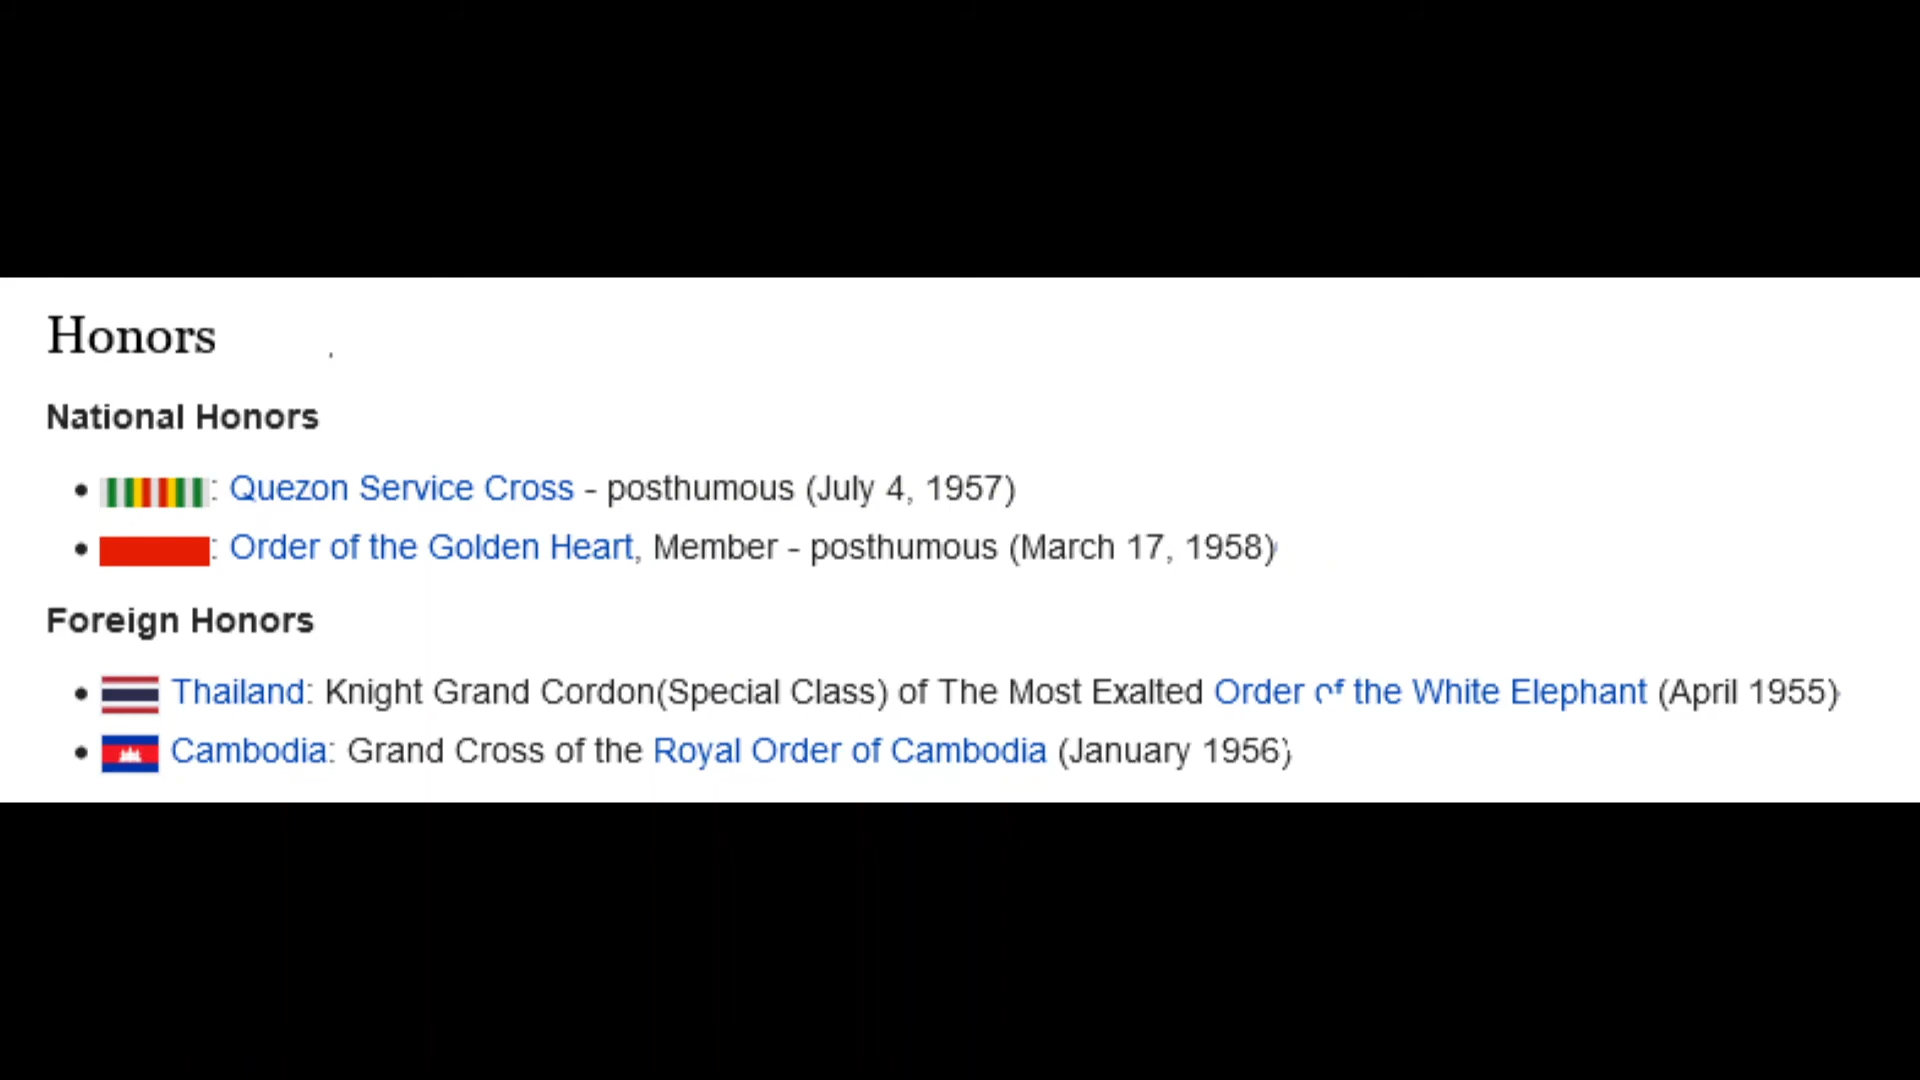 Honors
National Honors
: Quezon Service Cross - posthumous (July 4, 1957)
: Order of the Golden Heart, Member - posthumous (March 17, 1958)
Foreign Honors
Thailand: Knight Grand Cordon(Special Class) of The Most Exalted Order of the White Elephant (April 1955)
Cambodia: Grand Cross of the Royal Order of Cambodia (January 1956)